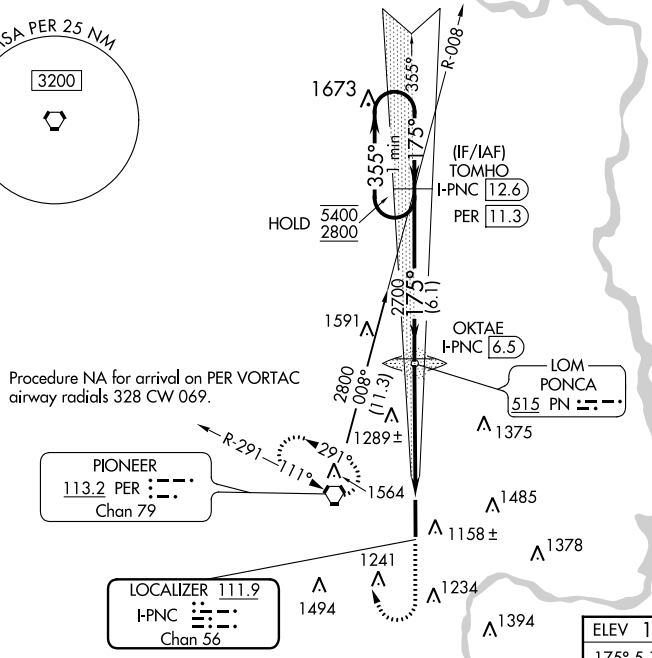 MSA PER 25 NM
3200
1673
355°
175°
1 min
355°
R-008
(IF/IAF)
TOMHO
I-PNC 12.6
PER 11.3
HOLD 5400
2800
2700
175°
(6.1)
1591
OKTAE
I-PNC 6.5
LOM
PONCA
515 PN
Procedure NA for arrival on PER VORTAC
airway radials 328 CW 069.
2800
008°
(11.3)
1289 ±
1375
R-291
111°
291°
1564
PIONEER
113.2 PER
Chan 79
1485
1158 ±
1378
LOCALIZER 111.9
I-PNC
Chan 56
1241
1494
1234
1394
ELEV 1